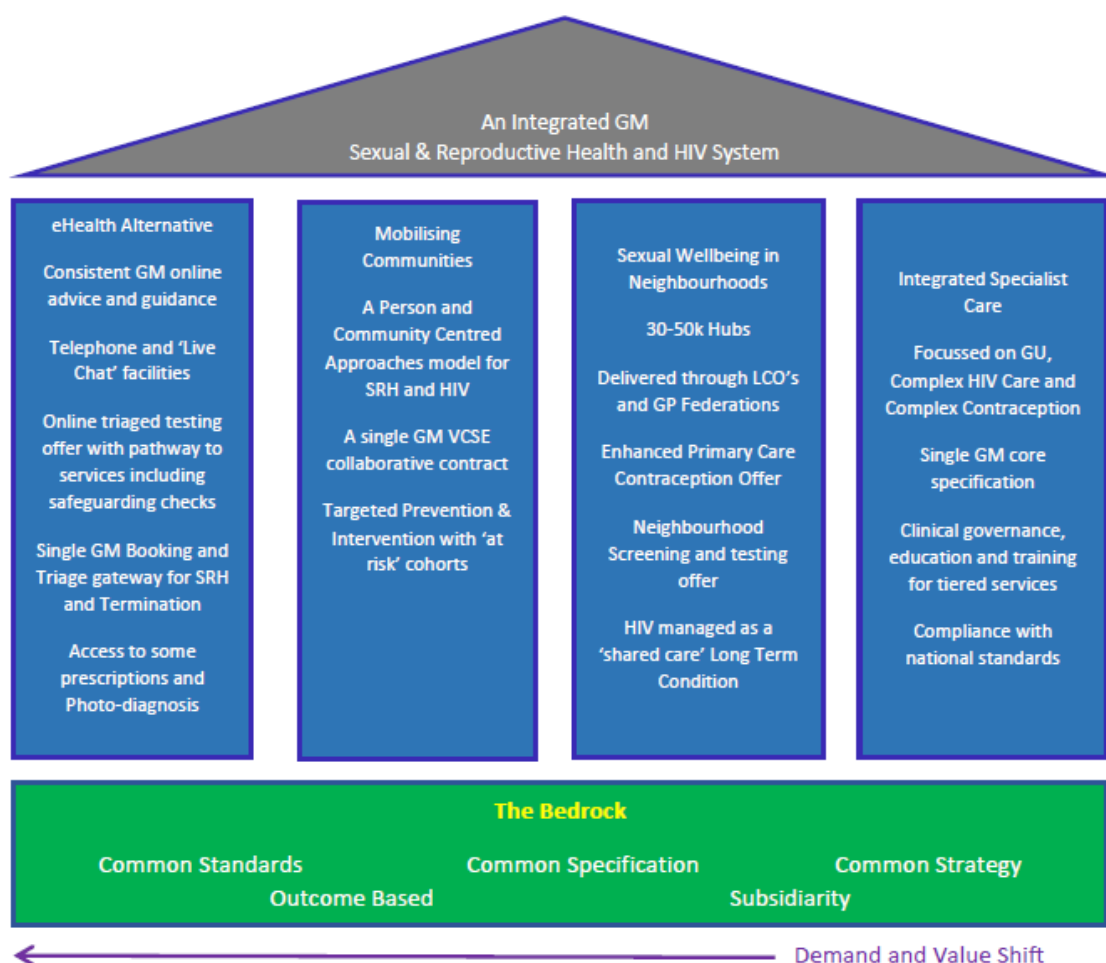 An Integrated GM
Sexual & Reproductive Health and HIV System
eHealth Alternative
Consistent GM online
advice and guidance
Telephone and ‘Live
Chat’ facilities
Online triaged testing
offer with pathway to
services including
safeguarding checks
Single GM Booking and
Triage gateway for SRH
and Termination
Access to some
prescriptions and
Photo-diagnosis
Mobilising
Communities
A Person and
Community Centred
Approaches model for
SRH and HIV
A single GM VCSE
collaborative contract
Targeted Prevention &
Intervention with ‘at
risk’ cohorts
Sexual Wellbeing in
Neighbourhoods
30-50k Hubs
Delivered through LCO’s
and GP Federations
Enhanced Primary Care
Contraception Offer
Neighbourhood
Screening and testing
offer
HIV managed as a
‘shared care’ Long Term
Condition
Integrated Specialist
Care
Focussed on GU,
Complex HIV Care and
Complex Contraception
Single GM core
specification
Clinical governance,
education and training
for tiered services
Compliance with
national standards
The Bedrock
Common Standards Common Specification Common Strategy
Outcome Based Subsidiarity
Demand and Value Shift